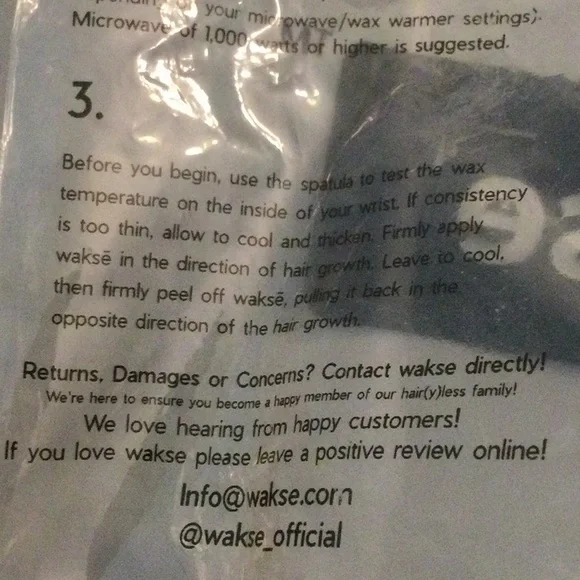 your microwave/wax warmer settings).
Microwave of 1,000 watts or higher is suggested.
3.
Before you begin, use the spatula to test the wax
temperature on the inside of your wrist. If consistency
is too thin, allow to cool and thicken. Firmly apply
waksē in the direction of hair growth. Leave to cool,
then firmly peel off waksē, pulling it back in the
opposite direction of the hair growth.
Returns, Damages or Concerns? Contact wakse directly!
We're here to ensure you become a happy member of our hair(y)less family!
We love hearing from happy customers!
If you love wakse please leave a positive review online!
Info@wakse.com
@wakse_official